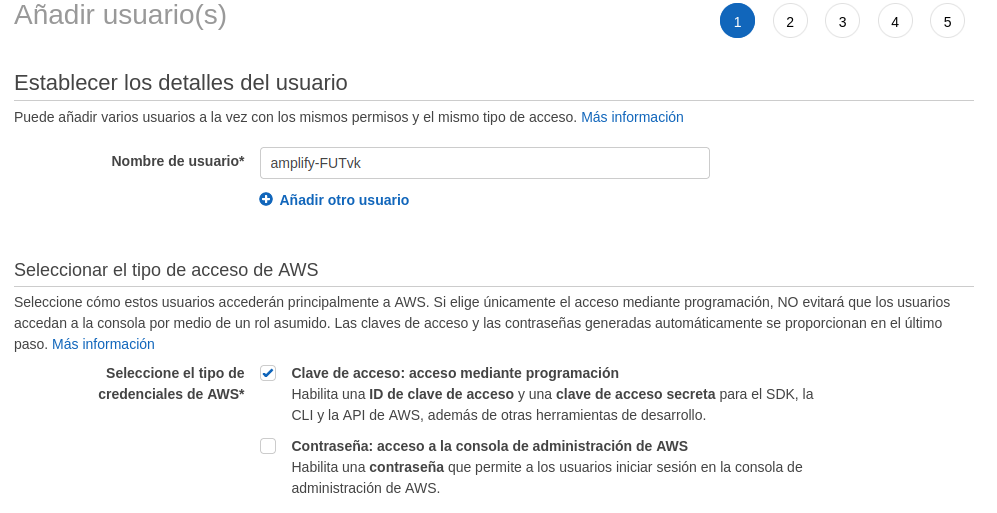 Añadir usuario(s)
1 2 3 4 5
Establecer los detalles del usuario
Puede añadir varios usuarios a la vez con los mismos permisos y el mismo tipo de acceso. Más información
Nombre de usuario* amplify-FUTvk
Añadir otro usuario
Seleccionar el tipo de acceso de AWS
Seleccione cómo estos usuarios accederán principalmente a AWS. Si elige únicamente el acceso mediante programación, NO evitará que los usuarios
accedan a la consola por medio de un rol asumido. Las claves de acceso y las contraseñas generadas automáticamente se proporcionan en el último
paso. Más información
Seleccione el tipo de
credenciales de AWS*
Clave de acceso: acceso mediante programación
Habilita una ID de clave de acceso y una clave de acceso secreta para el SDK, la
CLI y la API de AWS, además de otras herramientas de desarrollo.
Contraseña: acceso a la consola de administración de AWS
Habilita una contraseña que permite a los usuarios iniciar sesión en la consola de
administración de AWS.